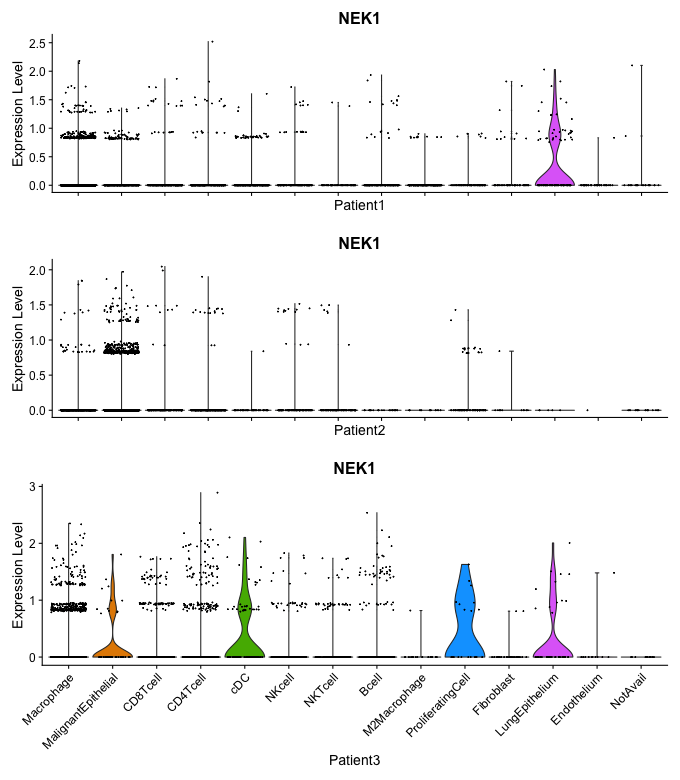 NEK1
Expression Level
2.5
2.0
1.5
1.0
0.5
0.0
Patient1
NEK1
Expression Level
2.0
1.5
1.0
0.5
0.0
Patient2
NEK1
Expression Level
3
2
1
0
Macrophage
MalignantEpithelial
CD8Tcell
CD4Tcell
cDC
NKcell
NKTcell
Bcell
M2Macrophage
ProliferatingCell
Fibroblast
LungEpithelium
Endothelium
NotAvail
Patient3